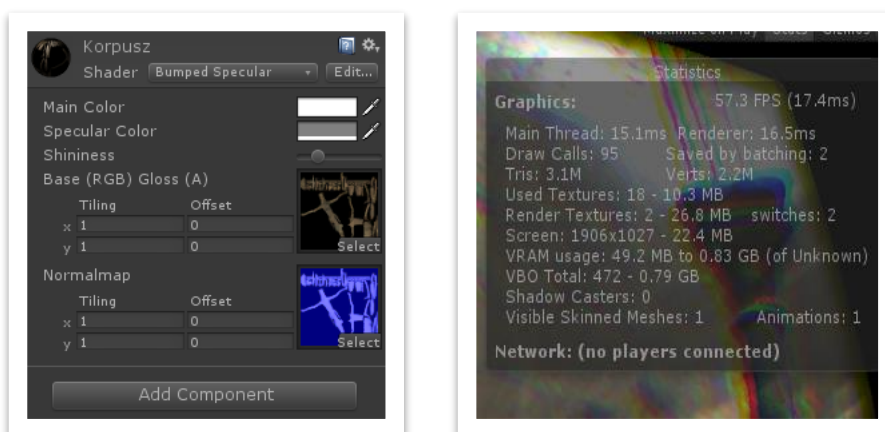 Korpusz
Shader Bumped Specular Edit...
Main Color
Specular Color
Shininess
Base (RGB) Gloss (A)
Tiling Offset
x 1 0
y 1 0
Select
Normalmap
Tiling Offset
x 1 0
y 1 0
Select
Add Component
Maximize on Play Stats Gizmos
Statistics
Graphics: 57.3 FPS (17.4ms)
Main Thread: 15.1ms Renderer: 16.5ms
Draw Calls: 95 Saved by batching: 2
Tris: 3.1M Verts: 2.2M
Used Textures: 18 - 10.3 MB
Render Textures: 2 - 26.8 MB switches: 2
Screen: 1906x1027 - 22.4 MB
VRAM usage: 49.2 MB to 0.83 GB (of Unknown)
VBO Total: 472 - 0.79 GB
Shadow Casters: 0
Visible Skinned Meshes: 1 Animations: 1
Network: (no players connected)